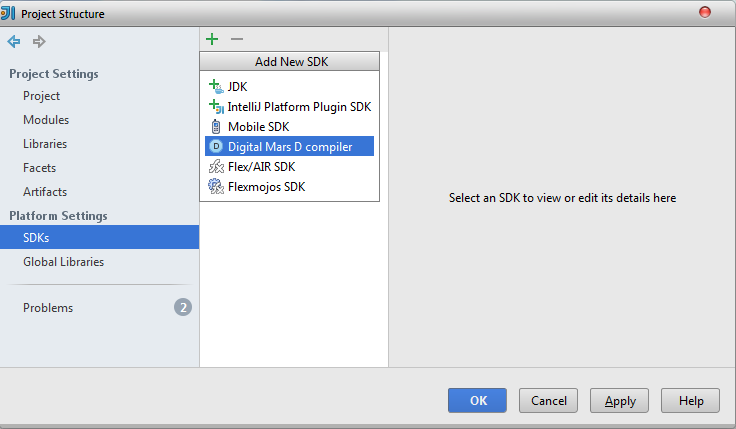 Project Structure
Project Settings
Project
Modules
Libraries
Facets
Artifacts
Platform Settings
SDKs
Global Libraries
Problems
2
Add New SDK
JDK
IntelliJ Platform Plugin SDK
Mobile SDK
D Digital Mars D compiler
Flex/AIR SDK
Flexmojos SDK
Select an SDK to view or edit its details here
OK
Cancel
Apply
Help